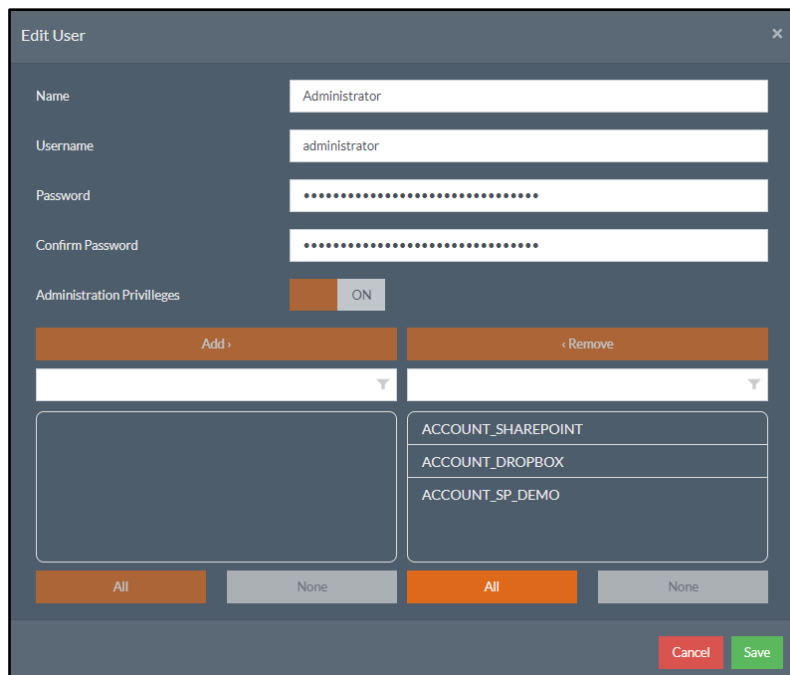 Edit User ×
Name Administrator
Username administrator
Password ••••••••••••••••••••••••••••••••
Confirm Password ••••••••••••••••••••••••••••••••
Administration Privilleges ON
Add › ‹ Remove
ACCOUNT_SHAREPOINT
ACCOUNT_DROPBOX
ACCOUNT_SP_DEMO
All None All None
Cancel Save